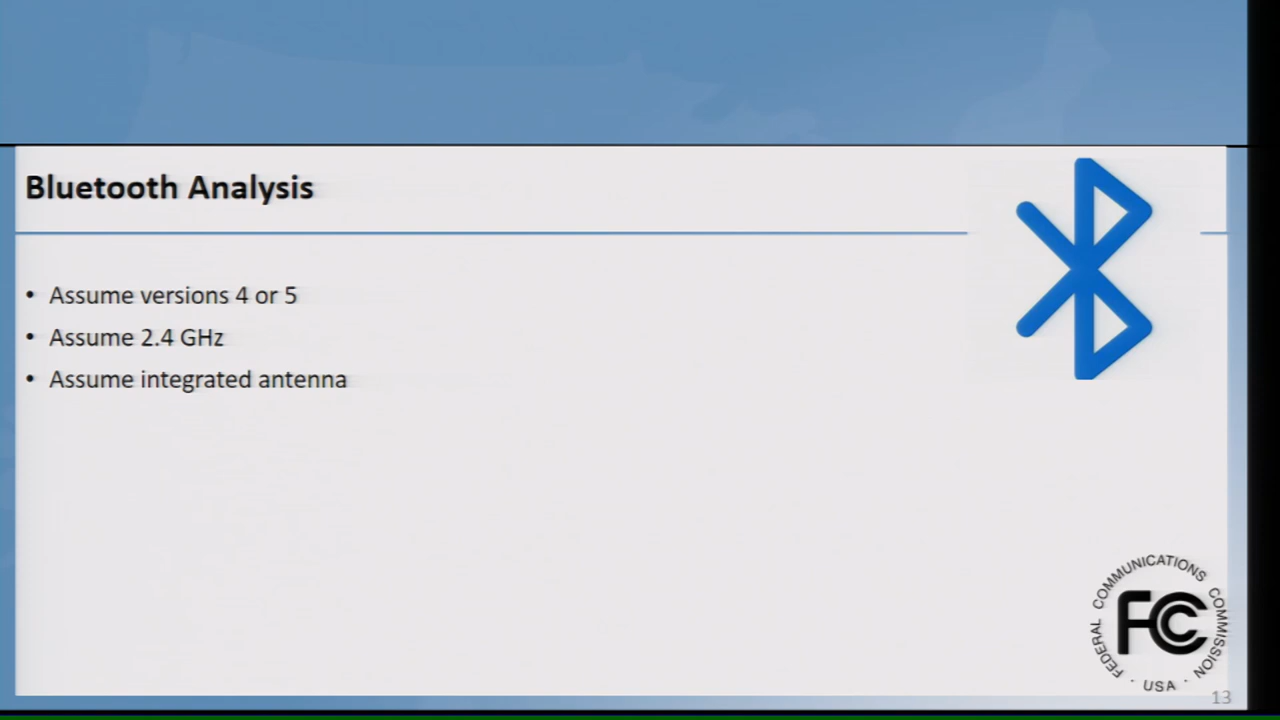 Bluetooth Analysis
• Assume versions 4 or 5
• Assume 2.4 GHz
• Assume integrated antenna
FEDERAL COMMUNICATIONS COMMISSION
FCC
· USA ·
13